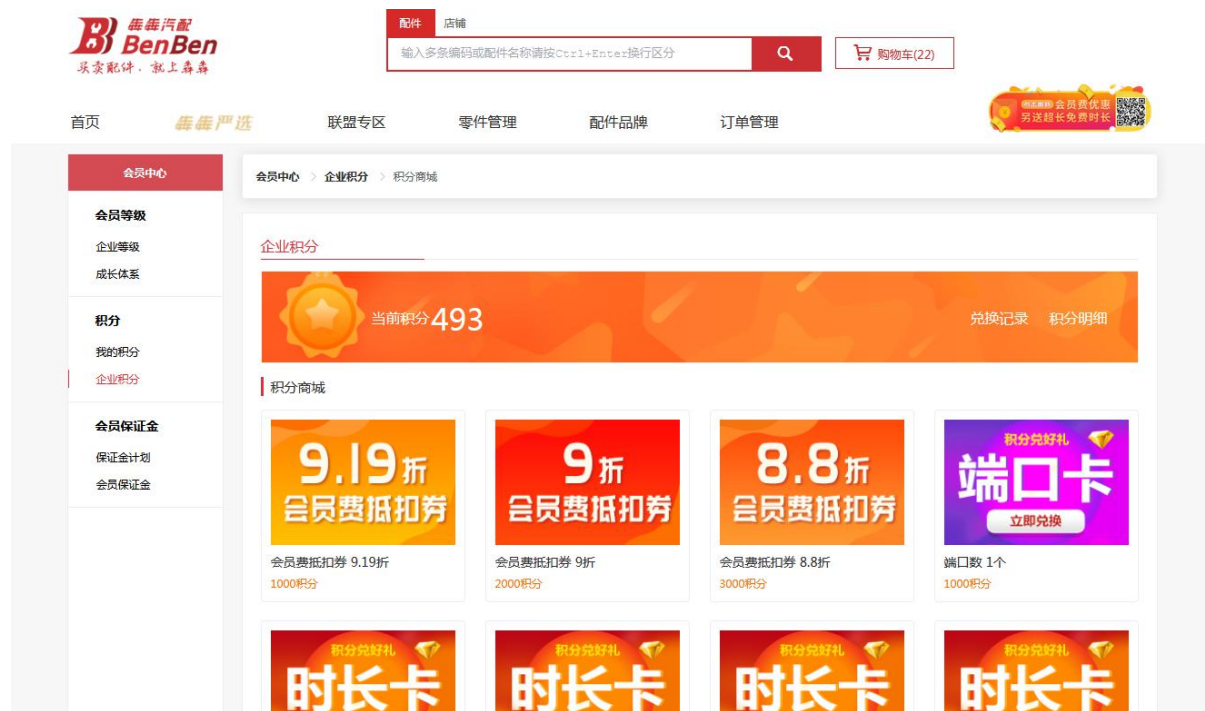 犇犇汽配
BenBen
买卖配件·就上犇犇
配件 店铺
输入多条编码或配件名称请按Ctrl+Enter换行区分
购物车(22)
首页 犇犇严选 联盟专区 零件管理 配件品牌 订单管理
会员费优惠
另送超长免费时长
会员中心
会员等级
企业等级
成长体系
积分
我的积分
企业积分
会员保证金
保证金计划
会员保证金
会员中心 > 企业积分 > 积分商城
企业积分
当前积分493
兑换记录 积分明细
积分商城
9.19折
会员费抵扣券
会员费抵扣券 9.19折
1000积分
9折
会员费抵扣券
会员费抵扣券 9折
2000积分
8.8折
会员费抵扣券
会员费抵扣券 8.8折
3000积分
积分兑好礼
端口卡
立即兑换
端口数 1个
1000积分
积分兑好礼
时长卡
积分兑好礼
时长卡
积分兑好礼
时长卡
积分兑好礼
时长卡